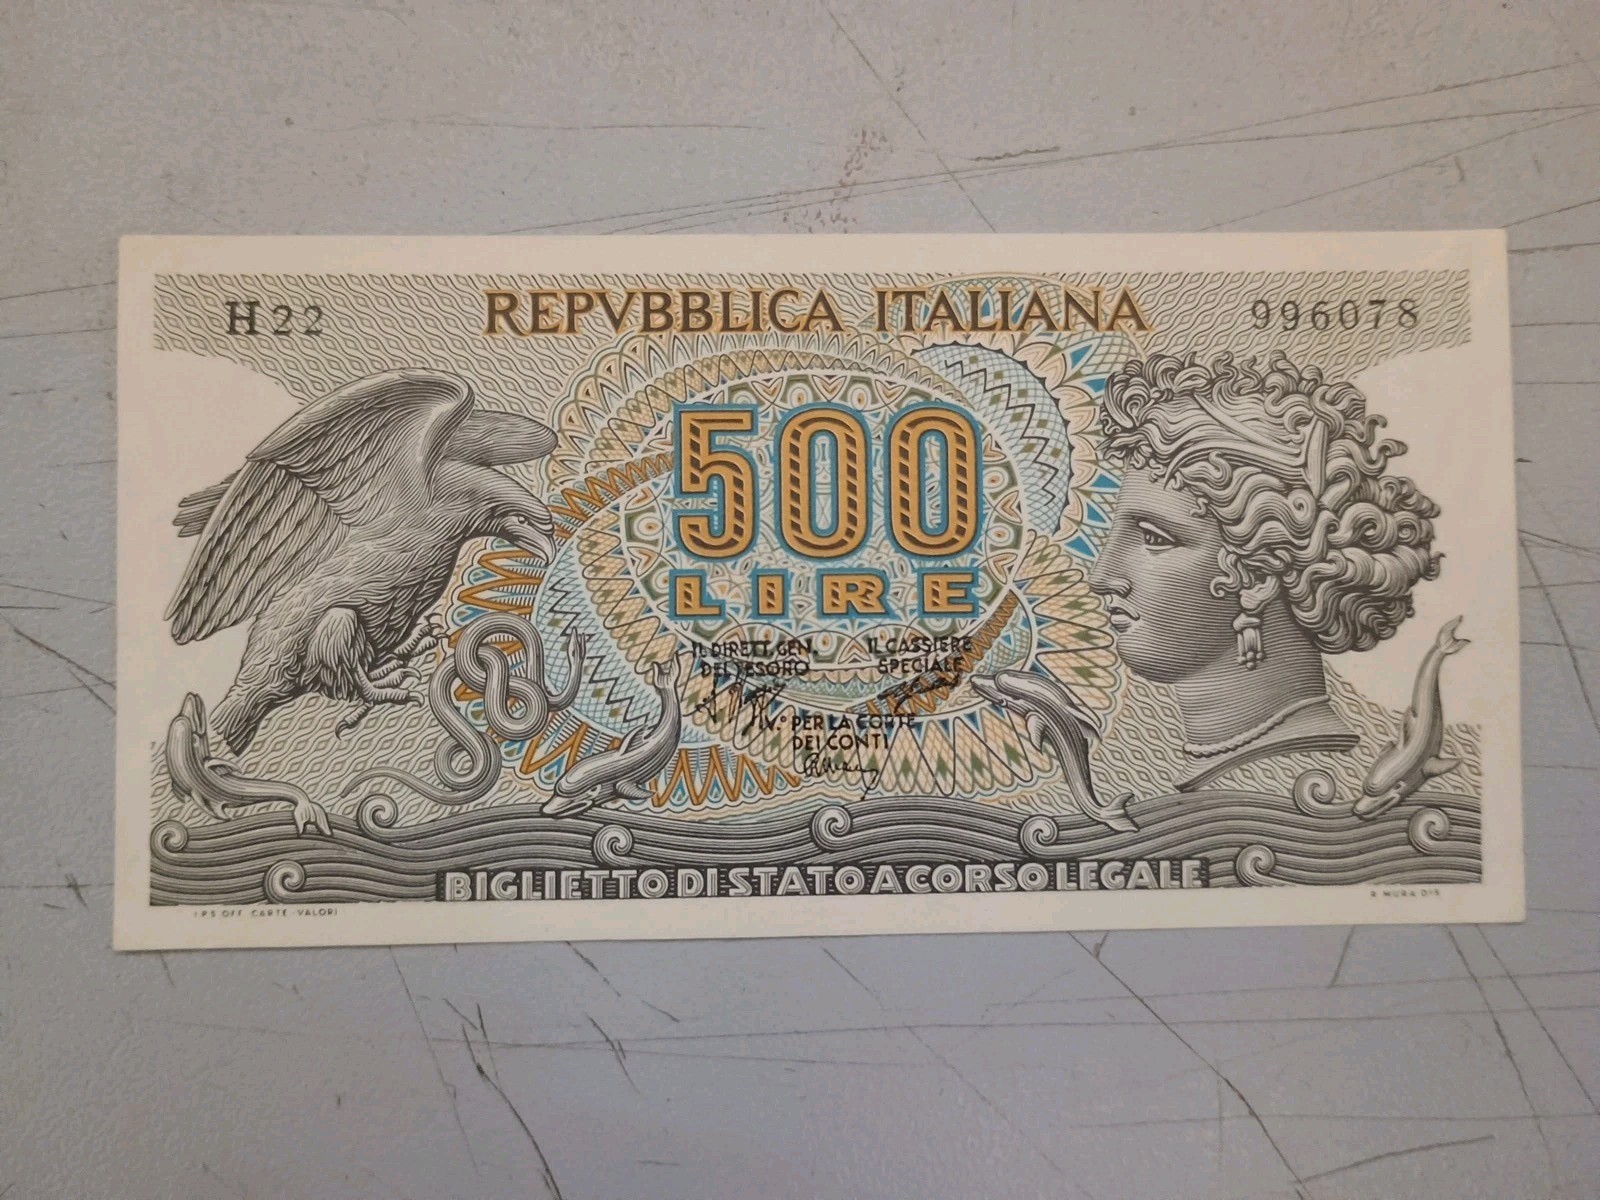 H22
REPVBBLICA ITALIANA
996078
500
LIRE
IL DIRETT. GEN.
DEL TESORO
IL CASSIERE
SPECIALE
V.° PER LA CORTE
DEI CONTI
BIGLIETTO DI STATO A CORSO LEGALE
I.P.S. OFF. CARTE-VALORI
R. MURA DIS.